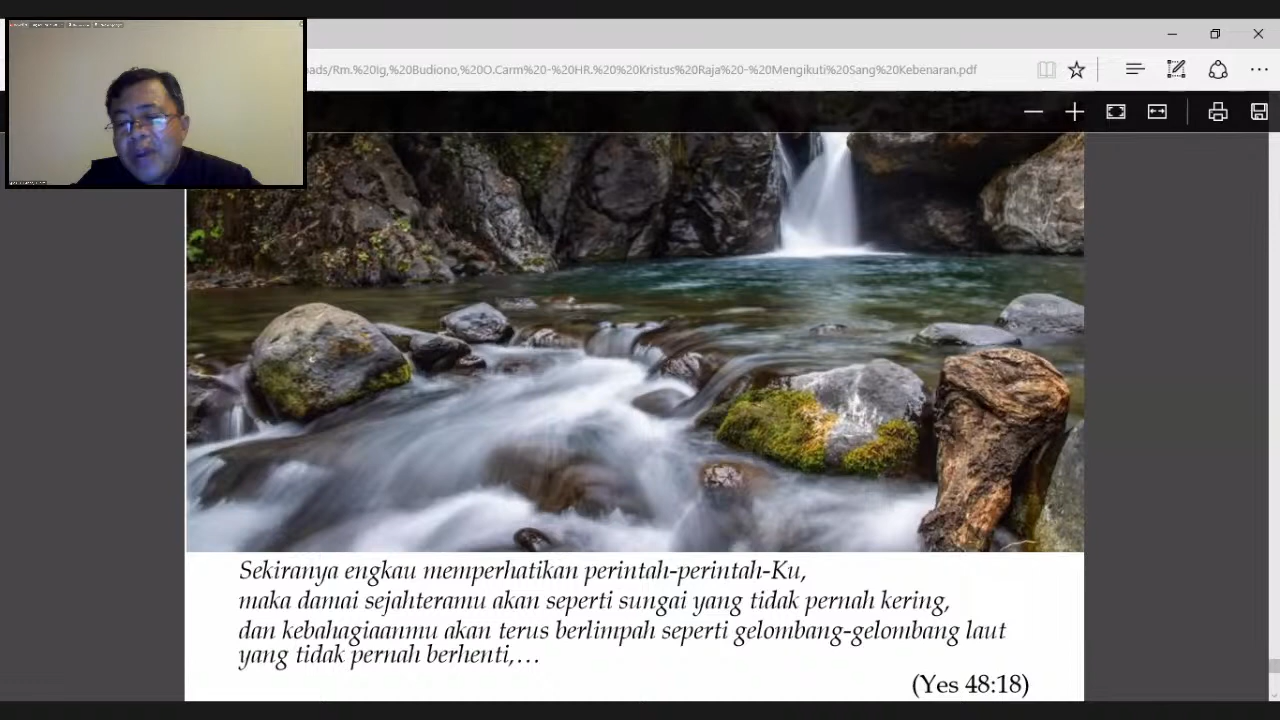 ads/Rm.%20Ig,%20Budiono,%20O.Carm%20-%20HR.%20%20Kristus%20Raja%20-%20Mengikuti%20Sang%20Kebenaran.pdf
Sekiranya engkau memperhatikan perintah-perintah-Ku,
maka damai sejahteramu akan seperti sungai yang tidak pernah kering,
dan kebahagiaanmu akan terus berlimpah seperti gelombang-gelombang laut
yang tidak pernah berhenti,...
(Yes 48:18)